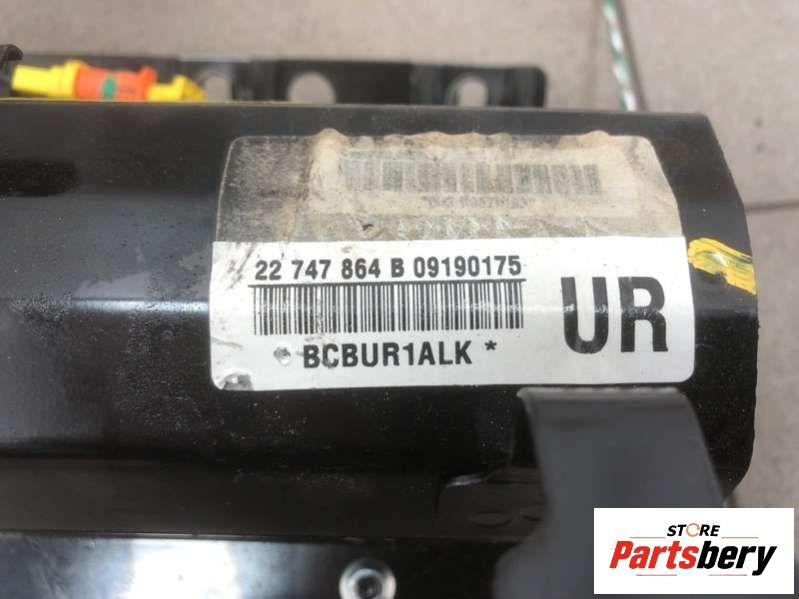 22 747 864 B 09190175
UR
* BCBUR1ALK *
STORE
Partsbery